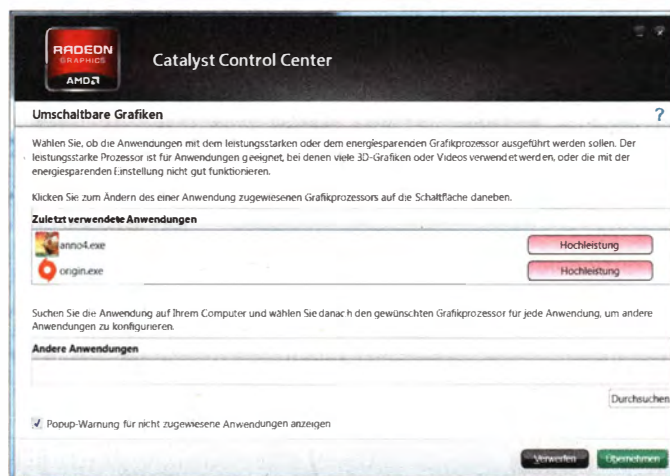 RADEON
GRAPHICS
AMD
Catalyst Control Center
Umschaltbare Grafiken
?
Wählen Sie, ob die Anwendungen mit dem leistungsstarken oder dem energiesparenden Grafikprozessor ausgeführt werden sollen. Der
leistungsstarke Prozessor ist für Anwendungen geeignet, bei denen viele 3D-Grafiken oder Videos verwendet werden, oder die mit der
energiesparenden Einstellung nicht gut funktionieren.
Klicken Sie zum Ändern des einer Anwendung zugewiesenen Grafikprozessors auf die Schaltfläche daneben.
Zuletzt verwendete Anwendungen
anno4.exe Hochleistung
origin.exe Hochleistung
Suchen Sie die Anwendung auf Ihrem Computer und wählen Sie danach den gewünschten Grafikprozessor für jede Anwendung, um andere
Anwendungen zu konfigurieren.
Andere Anwendungen
Durchsuchen
Popup-Warnung für nicht zugewiesene Anwendungen anzeigen
Verwerfen Übernehmen